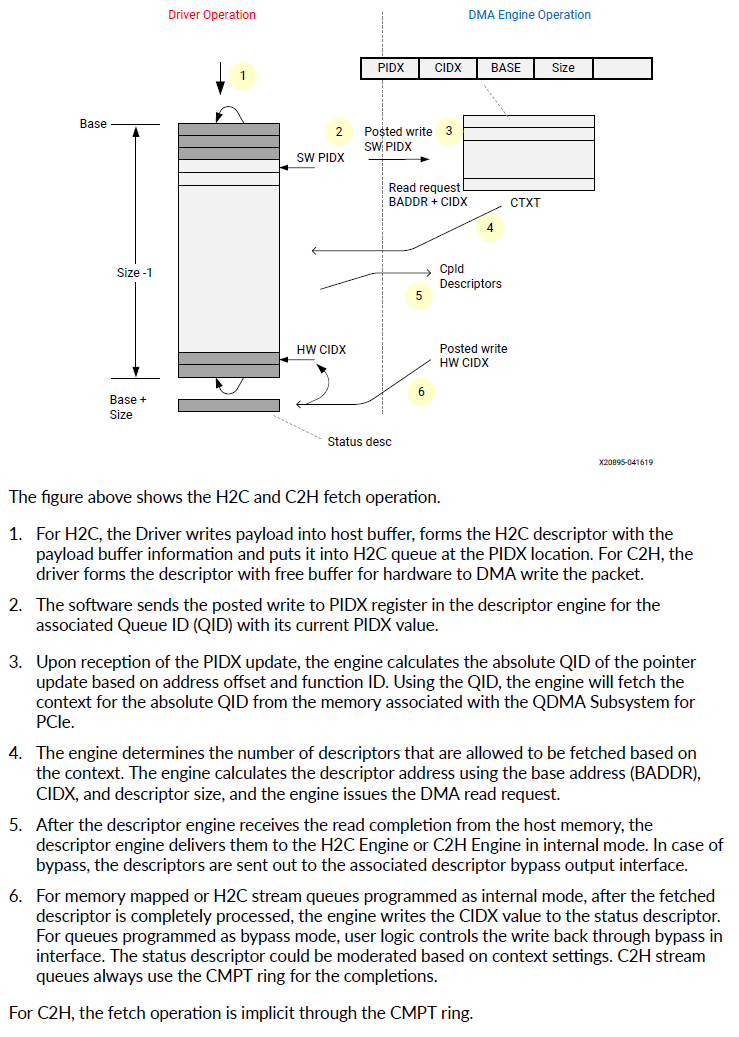 Driver Operation
DMA Engine Operation
PIDX CIDX BASE Size
1
Base
2
Posted write
SW PIDX
3
SW PIDX
Read request
BADDR + CIDX
CTXT
4
Size -1
Cpld
Descriptors
5
HW CIDX
Posted write
HW CIDX
6
Base +
Size
Status desc
X20895-041619
The figure above shows the H2C and C2H fetch operation.
1. For H2C, the Driver writes payload into host buffer, forms the H2C descriptor with the
payload buffer information and puts it into H2C queue at the PIDX location. For C2H, the
driver forms the descriptor with free buffer for hardware to DMA write the packet.
2. The software sends the posted write to PIDX register in the descriptor engine for the
associated Queue ID (QID) with its current PIDX value.
3. Upon reception of the PIDX update, the engine calculates the absolute QID of the pointer
update based on address offset and function ID. Using the QID, the engine will fetch the
context for the absolute QID from the memory associated with the QDMA Subsystem for
PCIe.
4. The engine determines the number of descriptors that are allowed to be fetched based on
the context. The engine calculates the descriptor address using the base address (BADDR),
CIDX, and descriptor size, and the engine issues the DMA read request.
5. After the descriptor engine receives the read completion from the host memory, the
descriptor engine delivers them to the H2C Engine or C2H Engine in internal mode. In case of
bypass, the descriptors are sent out to the associated descriptor bypass output interface.
6. For memory mapped or H2C stream queues programmed as internal mode, after the fetched
descriptor is completely processed, the engine writes the CIDX value to the status descriptor.
For queues programmed as bypass mode, user logic controls the write back through bypass in
interface. The status descriptor could be moderated based on context settings. C2H stream
queues always use the CMPT ring for the completions.
For C2H, the fetch operation is implicit through the CMPT ring.